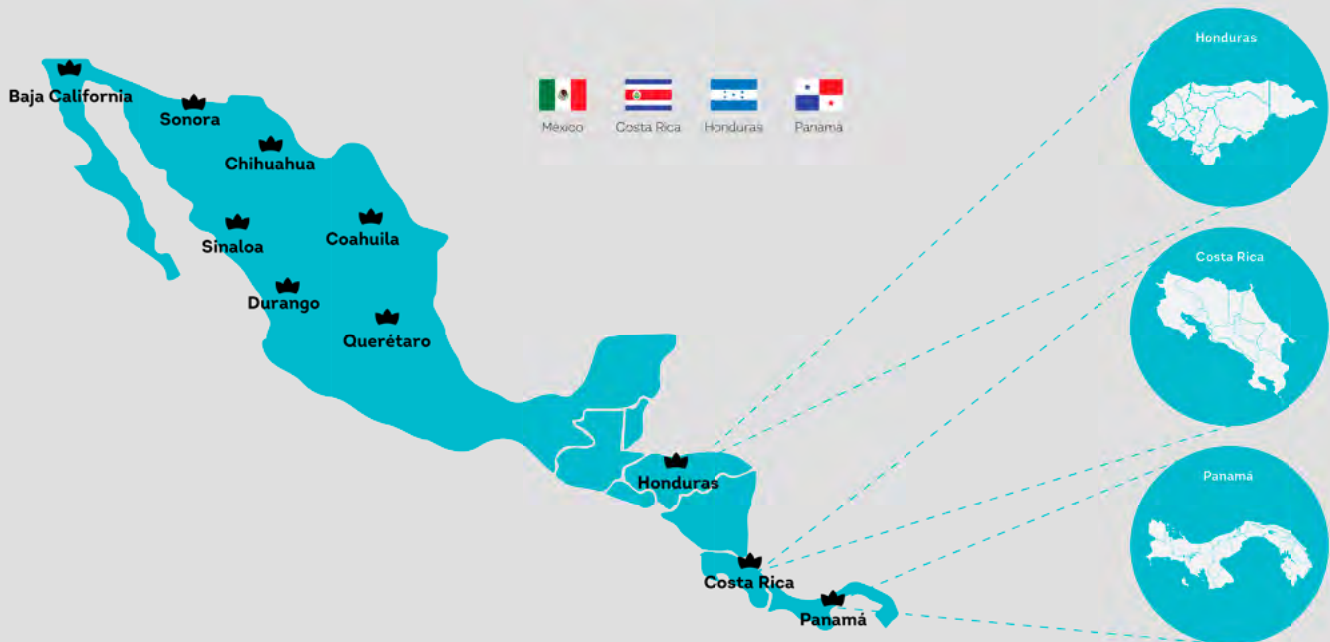 Honduras
Baja California
Sonora
México
Costa Rica
Honduras
Panamá
Chihuahua
Sinaloa
Coahuila
Costa Rica
Durango
Querétaro
Honduras
Panamá
Costa Rica
Panamá